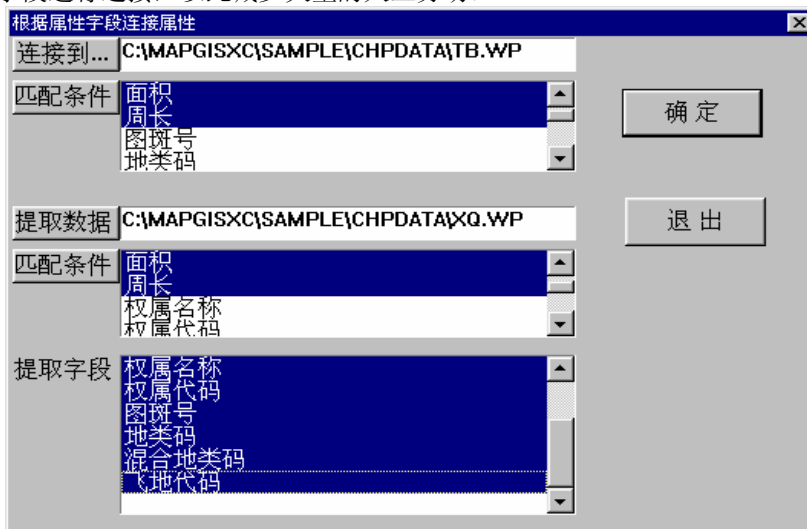 根据属性字段连接属性
连接到... C:\MAPGISXC\SAMPLE\CHPDATA\TB.WP
匹配条件 面积
周长
图斑号
地类码
确定
提取数据 C:\MAPGISXC\SAMPLE\CHPDATA\XQ.WP
退出
匹配条件 面积
周长
权属名称
权属代码
提取字段 权属名称
权属代码
图斑号
地类码
混合地类码
飞地代码